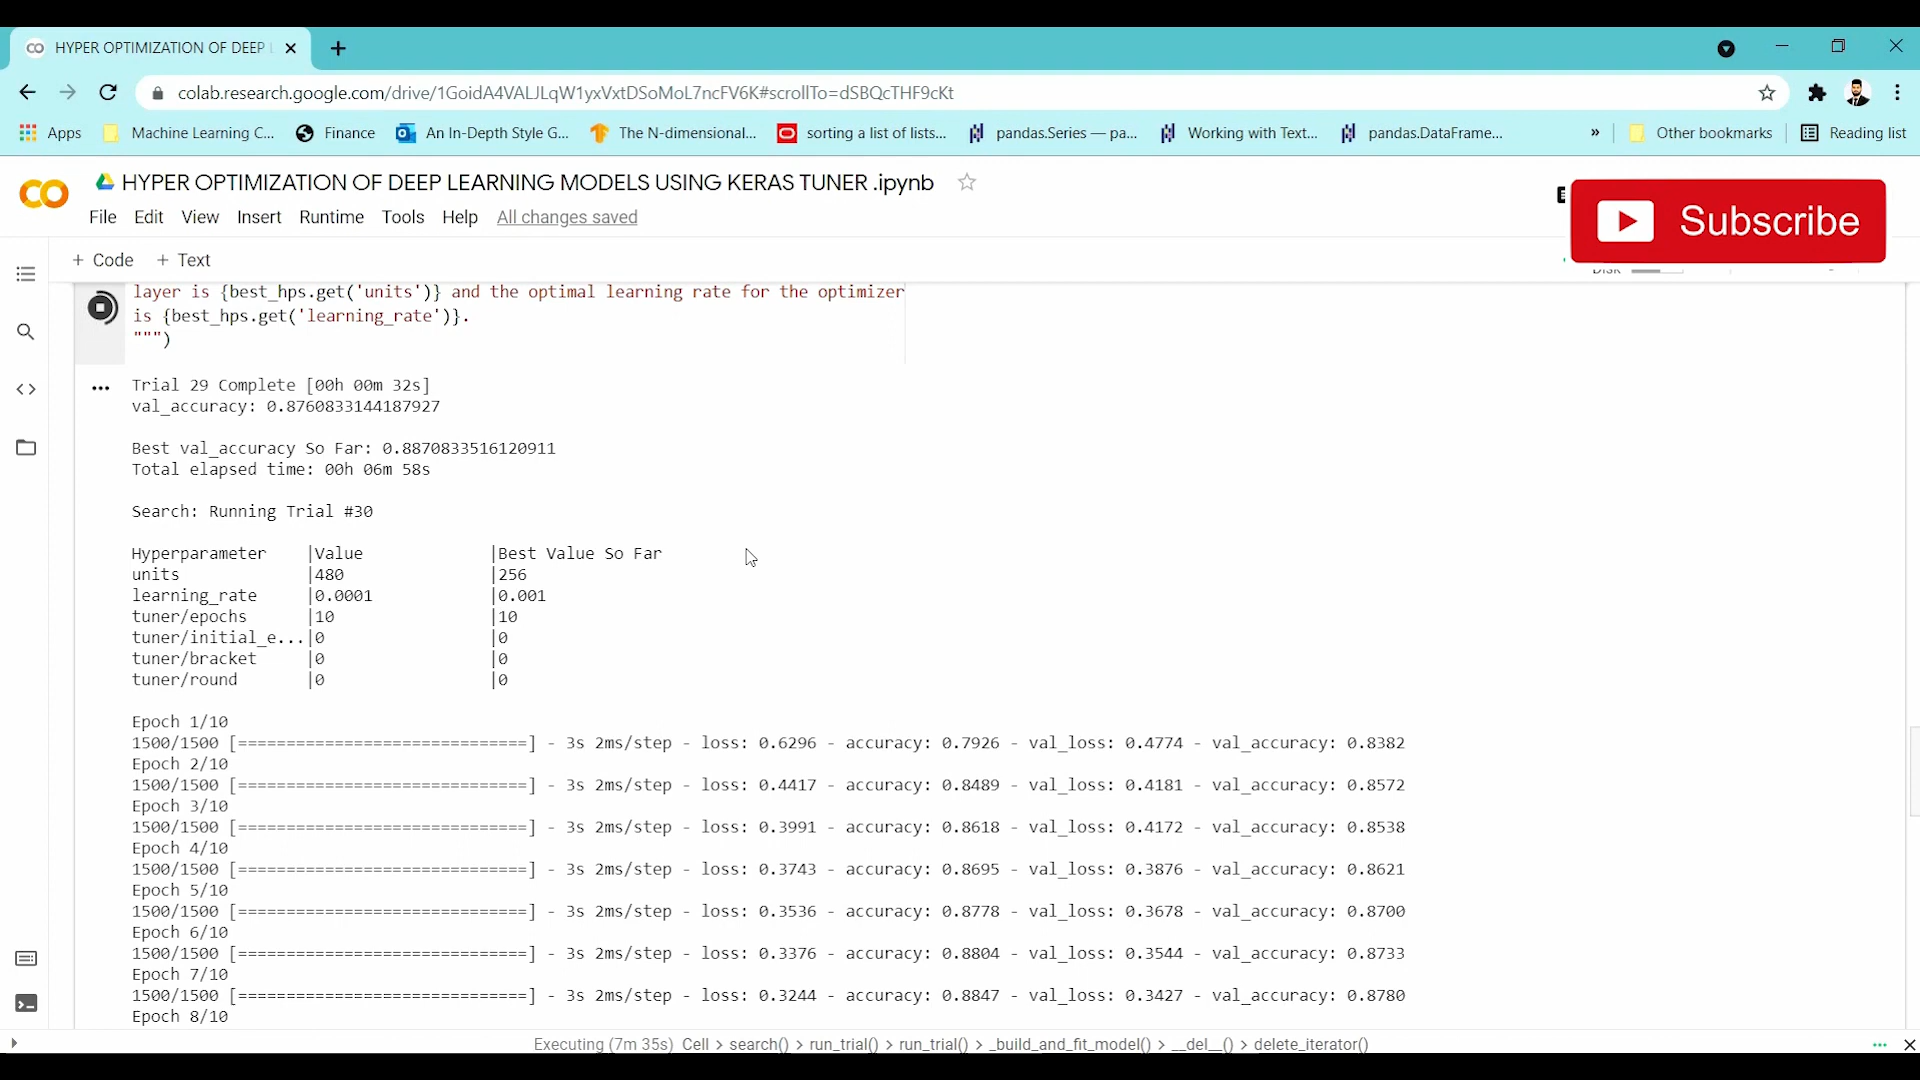 HYPER OPTIMIZATION OF DEEP
colab.research.google.com/drive/1GoidA4VALJLqW1yxVxtDSoMoL7ncFV6K#scrollTo=dSBQcTHF9cKt
Apps Machine Learning C... Finance An In-Depth Style G... The N-dimensional... sorting a list of lists... pandas.Series — pa... Working with Text... pandas.DataFrame... » Other bookmarks Reading list
HYPER OPTIMIZATION OF DEEP LEARNING MODELS USING KERAS TUNER .ipynb
File Edit View Insert Runtime Tools Help All changes saved
Subscribe
+ Code + Text
layer is {best_hps.get('units')} and the optimal learning rate for the optimizer
is {best_hps.get('learning_rate')}.
""")
Trial 29 Complete [00h 00m 32s]
val_accuracy: 0.8760833144187927
Best val_accuracy So Far: 0.8870833516120911
Total elapsed time: 00h 06m 58s
Search: Running Trial #30
Hyperparameter |Value |Best Value So Far
units |480 |256
learning_rate |0.0001 |0.001
tuner/epochs |10 |10
tuner/initial_e...|0 |0
tuner/bracket |0 |0
tuner/round |0 |0
Epoch 1/10
1500/1500 [==============================] - 3s 2ms/step - loss: 0.6296 - accuracy: 0.7926 - val_loss: 0.4774 - val_accuracy: 0.8382
Epoch 2/10
1500/1500 [==============================] - 3s 2ms/step - loss: 0.4417 - accuracy: 0.8489 - val_loss: 0.4181 - val_accuracy: 0.8572
Epoch 3/10
1500/1500 [==============================] - 3s 2ms/step - loss: 0.3991 - accuracy: 0.8618 - val_loss: 0.4172 - val_accuracy: 0.8538
Epoch 4/10
1500/1500 [==============================] - 3s 2ms/step - loss: 0.3743 - accuracy: 0.8695 - val_loss: 0.3876 - val_accuracy: 0.8621
Epoch 5/10
1500/1500 [==============================] - 3s 2ms/step - loss: 0.3536 - accuracy: 0.8778 - val_loss: 0.3678 - val_accuracy: 0.8700
Epoch 6/10
1500/1500 [==============================] - 3s 2ms/step - loss: 0.3376 - accuracy: 0.8804 - val_loss: 0.3544 - val_accuracy: 0.8733
Epoch 7/10
1500/1500 [==============================] - 3s 2ms/step - loss: 0.3244 - accuracy: 0.8847 - val_loss: 0.3427 - val_accuracy: 0.8780
Epoch 8/10
Executing (7m 35s) Cell > search() > run_trial() > run_trial() > _build_and_fit_model() > __del__() > delete_iterator()